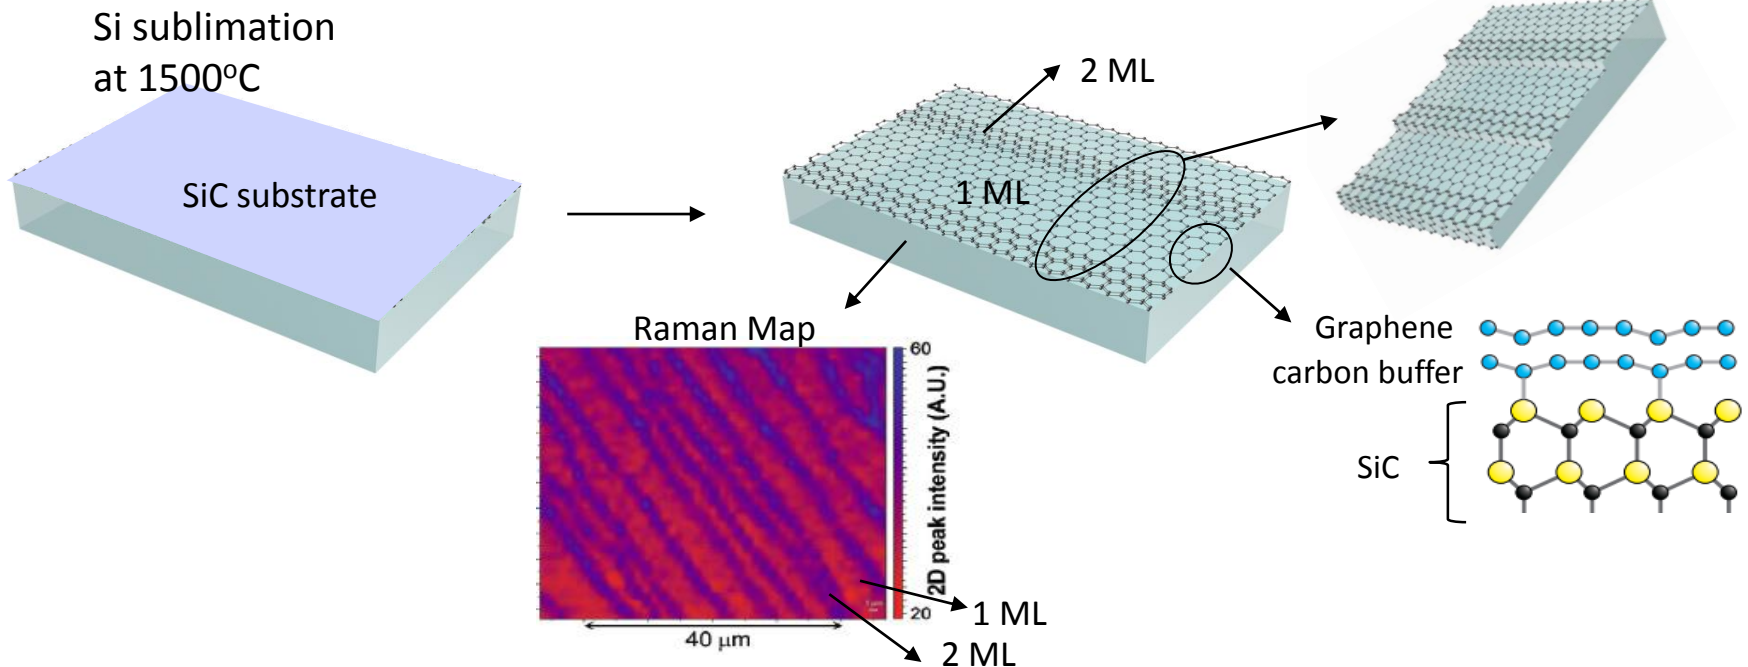 Si sublimation
at 1500°C
SiC substrate
2 ML
1 ML
Raman Map
60
2D peak intensity (A.U.)
20
40 μm
1 ML
2 ML
Graphene
carbon buffer
SiC